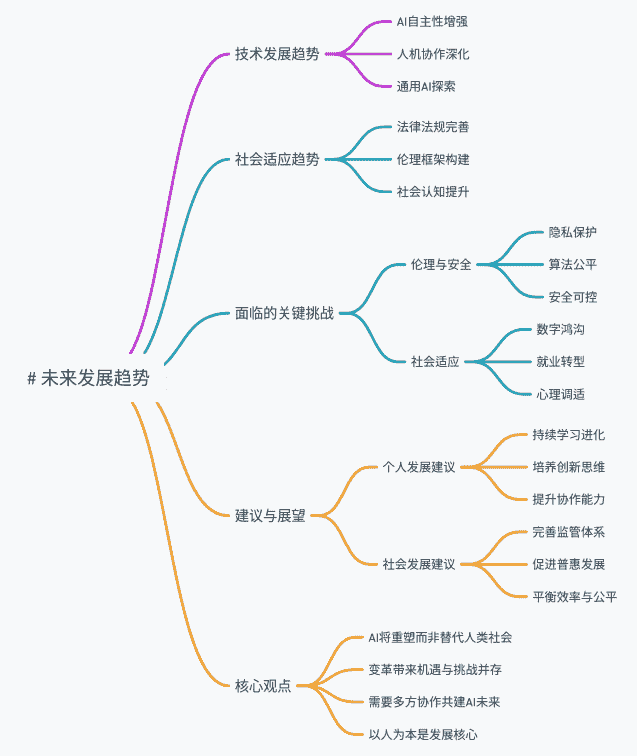 # 未来发展趋势
技术发展趋势
AI自主性增强
人机协作深化
通用AI探索
社会适应趋势
法律法规完善
伦理框架构建
社会认知提升
面临的关键挑战
伦理与安全
隐私保护
算法公平
安全可控
社会适应
数字鸿沟
就业转型
心理调适
建议与展望
个人发展建议
持续学习进化
培养创新思维
提升协作能力
社会发展建议
完善监管体系
促进普惠发展
平衡效率与公平
核心观点
AI将重塑而非替代人类社会
变革带来机遇与挑战并存
需要多方协作共建AI未来
以人为本是发展核心